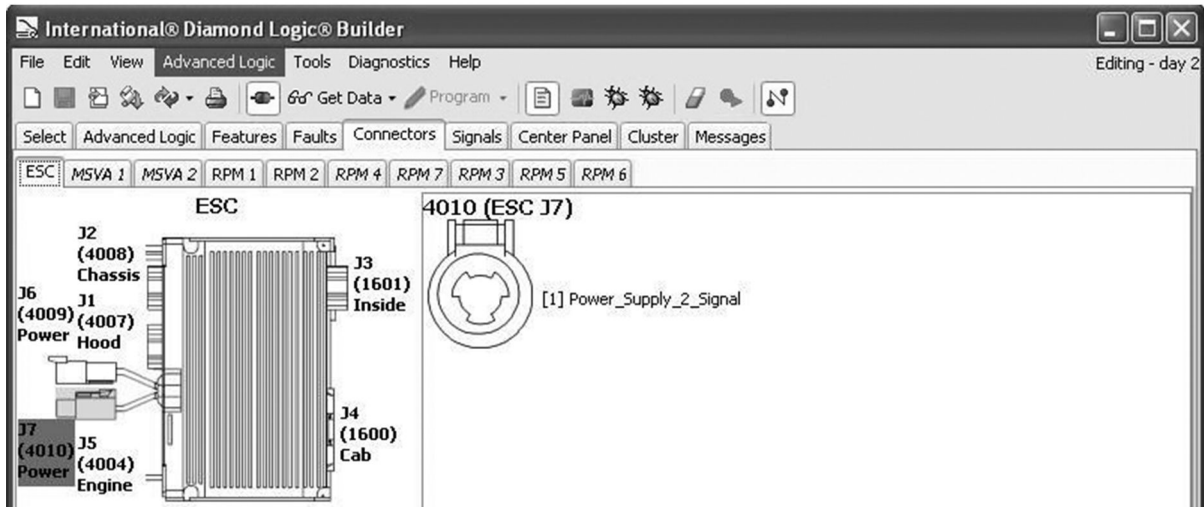 International® Diamond Logic® Builder
File Edit View Advanced Logic Tools Diagnostics Help Editing - day 2
Get Data Program
Select Advanced Logic Features Faults Connectors Signals Center Panel Cluster Messages
ESC MSVA 1 MSVA 2 RPM 1 RPM 2 RPM 4 RPM 7 RPM 3 RPM 5 RPM 6
ESC
J2
(4008)
Chassis
J6
(4009)
Power
J1
(4007)
Hood
J3
(1601)
Inside
J7
(4010)
Power
J5
(4004)
Engine
J4
(1600)
Cab
4010 (ESC J7)
[1] Power_Supply_2_Signal